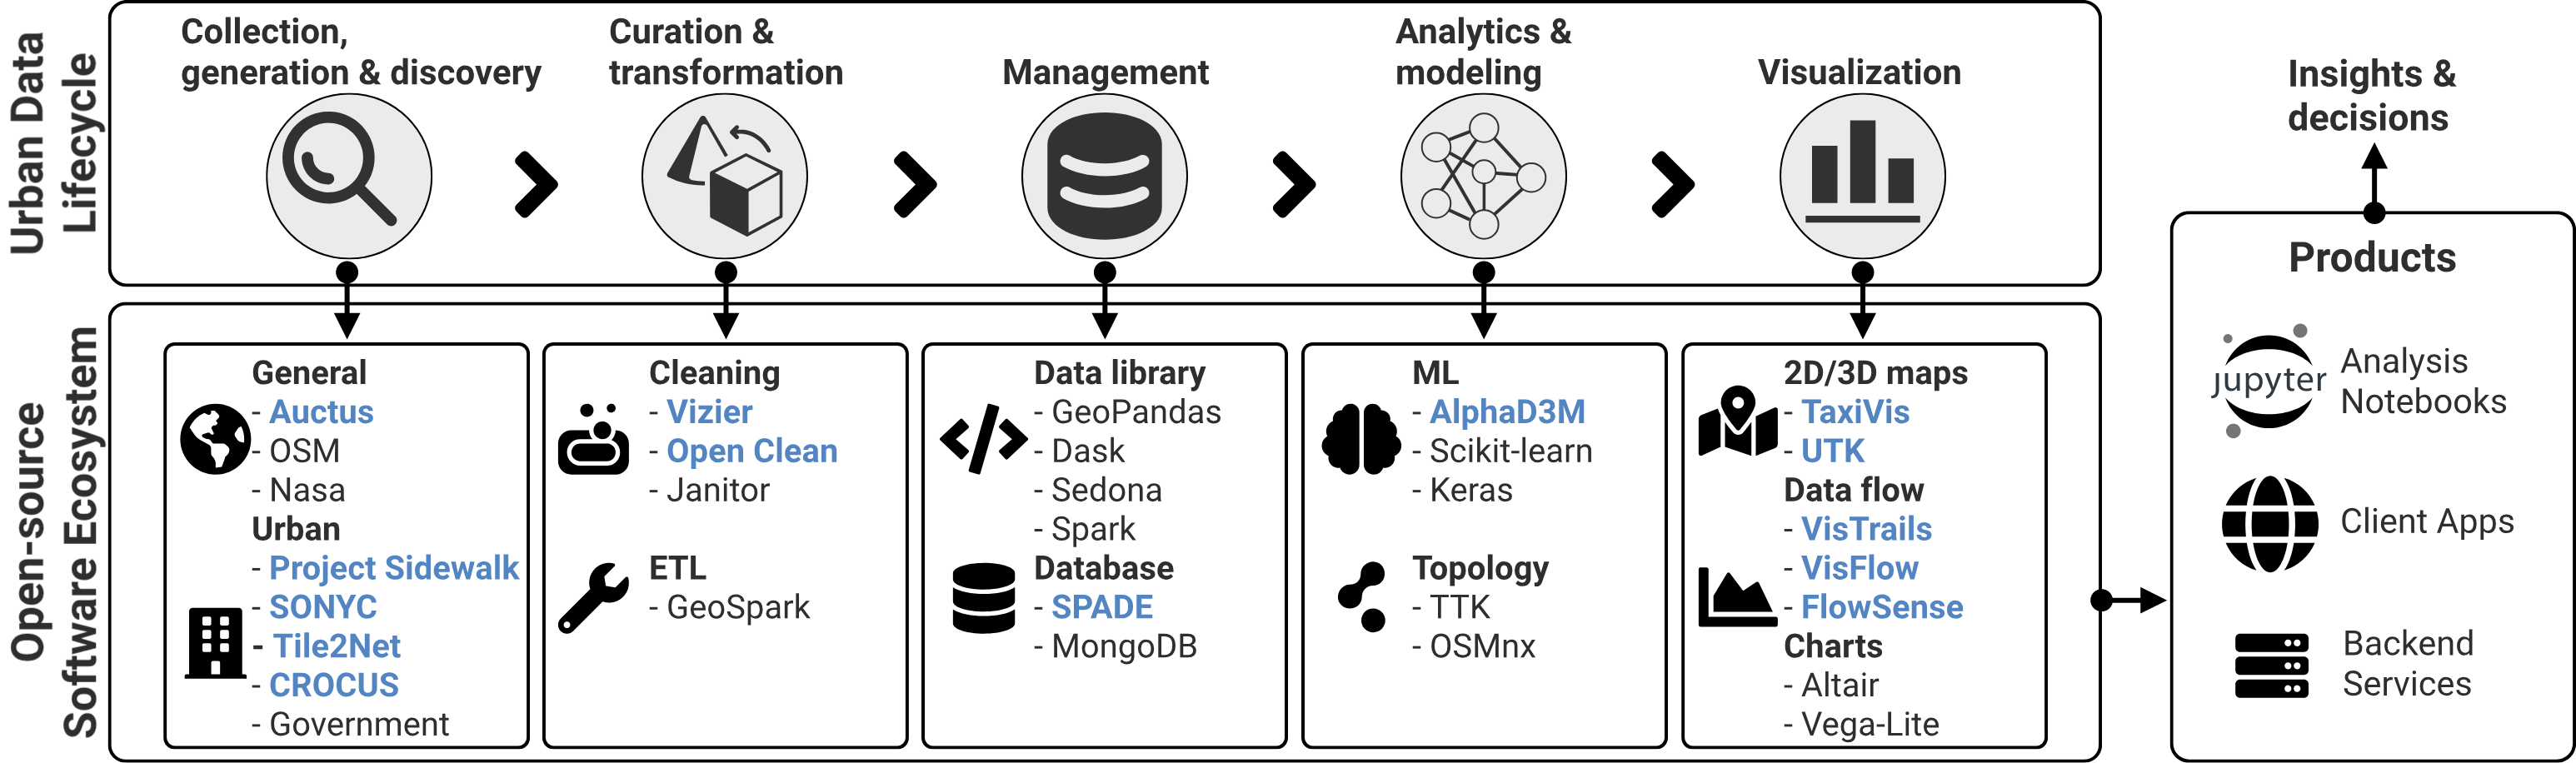 Urban Data
Lifecycle
Collection,
generation & discovery
Curation &
transformation
Management
Analytics &
modeling
Visualization
Open-source
Software Ecosystem
General
- Auctus
- OSM
- Nasa
Urban
- Project Sidewalk
- SONYC
- Tile2Net
- CROCUS
- Government
Cleaning
- Vizier
- Open Clean
- Janitor
ETL
- GeoSpark
Data library
- GeoPandas
- Dask
- Sedona
- Spark
Database
- SPADE
- MongoDB
ML
- AlphaD3M
- Scikit-learn
- Keras
Topology
- TTK
- OSMnx
2D/3D maps
- TaxiVis
- UTK
Data flow
- VisTrails
- VisFlow
- FlowSense
Charts
- Altair
- Vega-Lite
Insights &
decisions
Products
jupyter
Analysis
Notebooks
Client Apps
Backend
Services